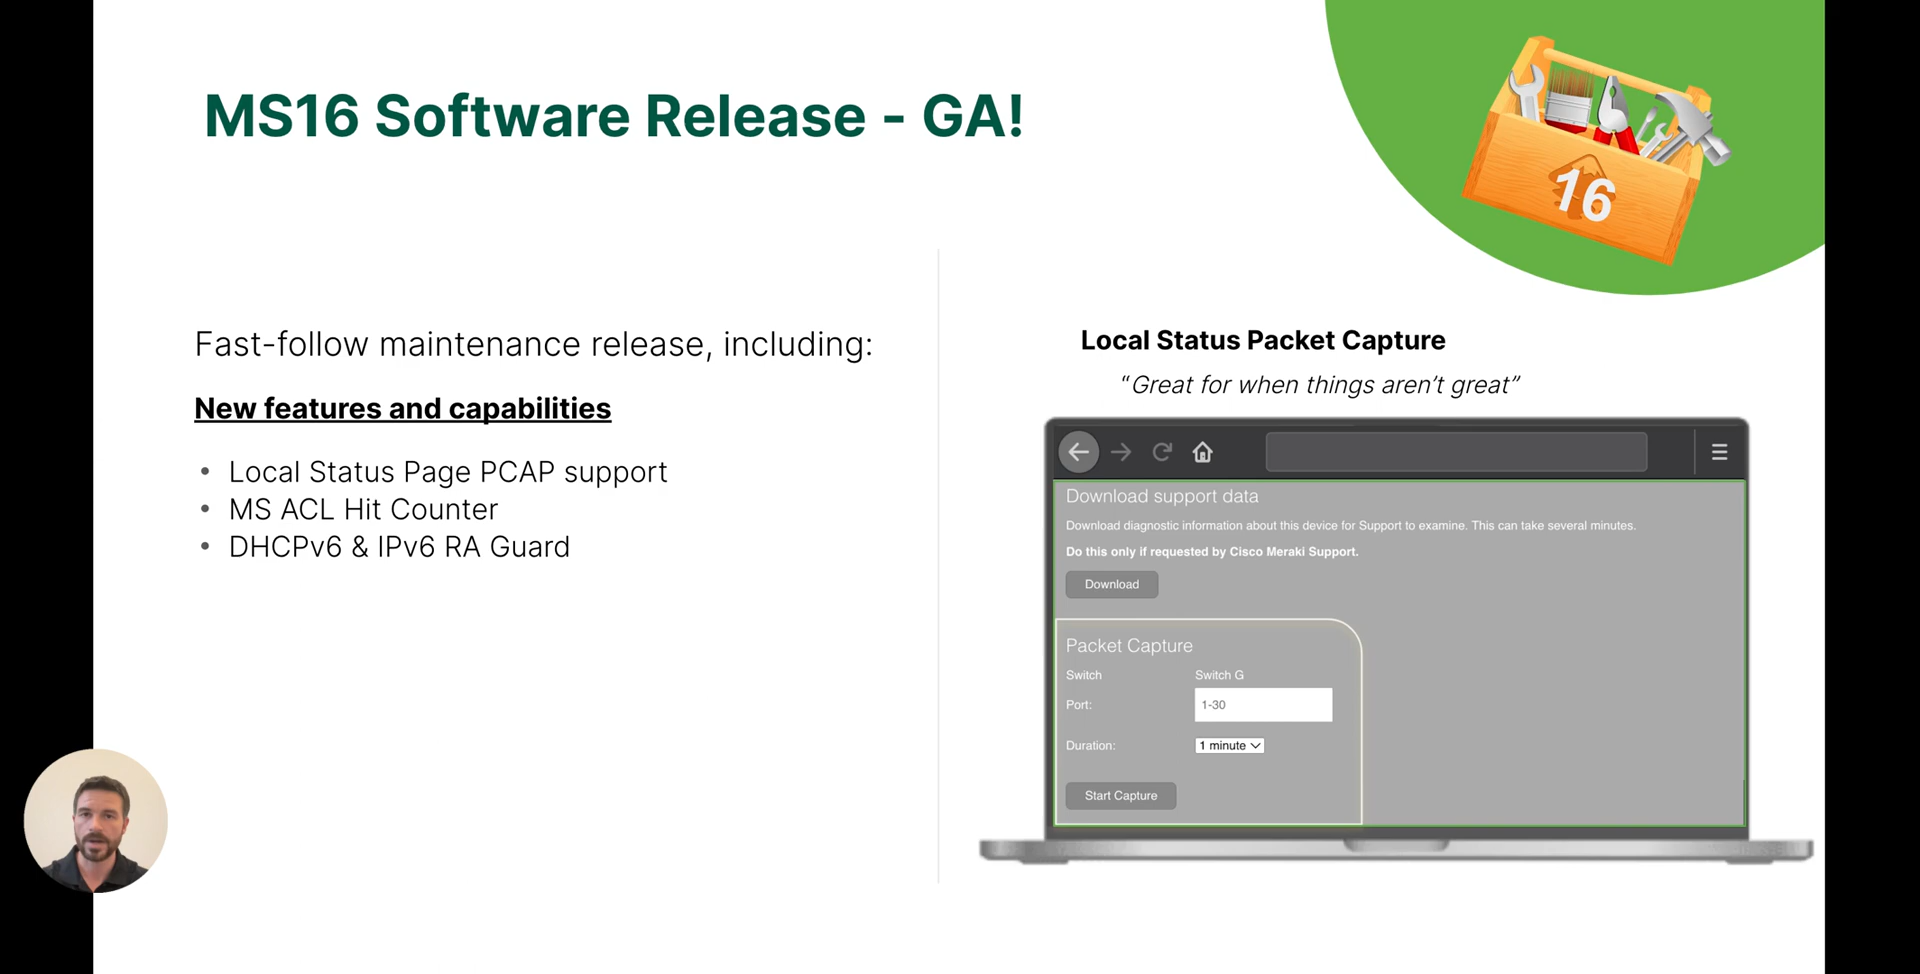 MS16 Software Release - GA!
16
Fast-follow maintenance release, including:
New features and capabilities
• Local Status Page PCAP support
• MS ACL Hit Counter
• DHCPv6 & IPv6 RA Guard
Local Status Packet Capture
“Great for when things aren’t great”
Download support data
Download diagnostic information about this device for Support to examine. This can take several minutes.
Do this only if requested by Cisco Meraki Support.
Download
Packet Capture
Switch Switch G
Port: 1-30
Duration: 1 minute
Start Capture